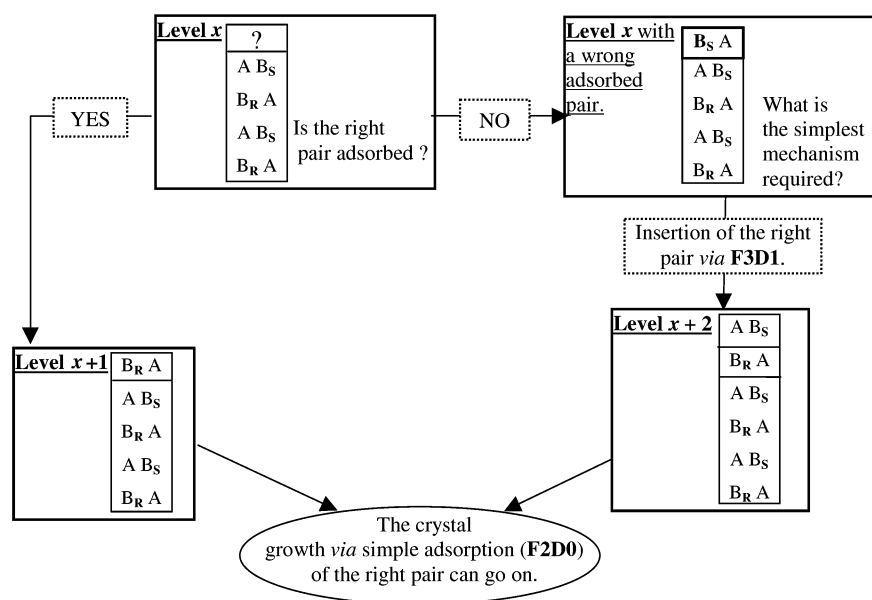 Level x
?
A BS
BR A
A BS
BR A
Is the right
pair adsorbed ?
YES
NO
Level x with
a wrong
adsorbed
pair.
BS A
A BS
BR A
A BS
BR A
What is
the simplest
mechanism
required?
Insertion of the right
pair via F3D1.
Level x +1
BR A
A BS
BR A
A BS
BR A
Level x + 2
A BS
BR A
A BS
BR A
A BS
BR A
The crystal
growth via simple adsorption (F2D0)
of the right pair can go on.